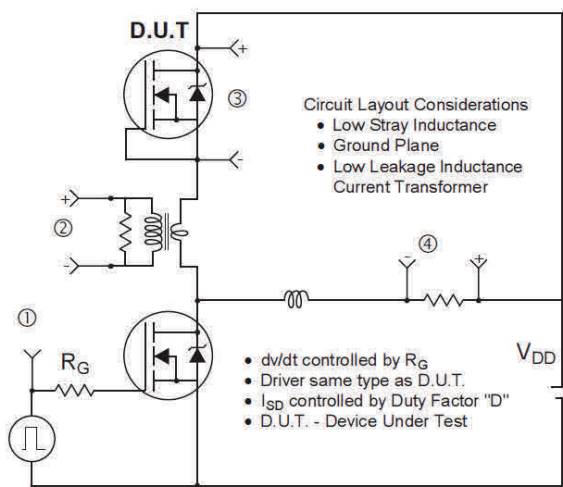 D.U.T
+
③
-
Circuit Layout Considerations
• Low Stray Inductance
• Ground Plane
• Low Leakage Inductance
Current Transformer
+
②
-
④
-
+
①
RG
VDD
• dv/dt controlled by RG
• Driver same type as D.U.T.
• ISD controlled by Duty Factor "D"
• D.U.T. - Device Under Test